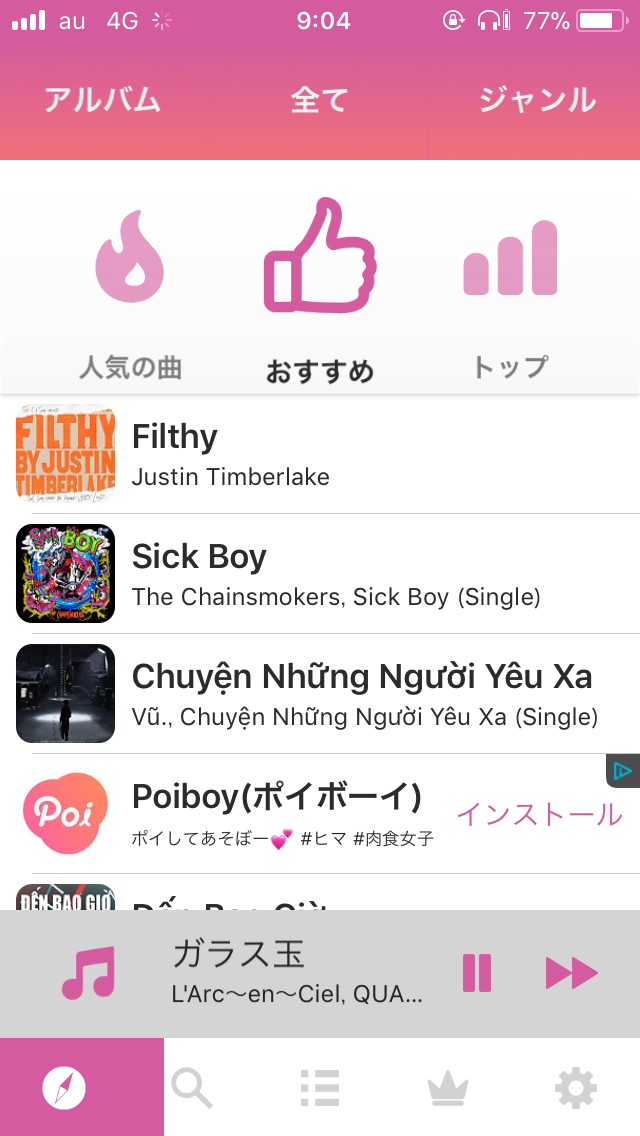 au 4G 9:04 77%
アルバム 全て ジャンル
人気の曲 おすすめ トップ
FILTHY
BY JUSTIN
TIMBERLAKE
Filthy
Justin Timberlake
SICK BOY
Sick Boy
The Chainsmokers, Sick Boy (Single)
Chuyện Những Người Yêu Xa
Vũ., Chuyện Những Người Yêu Xa (Single)
Poi
Poiboy(ポイボーイ)
インストール
ポイしてあそぼー💕 #ヒマ #肉食女子
ĐẾN BAO GIỜ
Đến Bao Giờ
ガラス玉
L'Arc〜en〜Ciel, QUA...